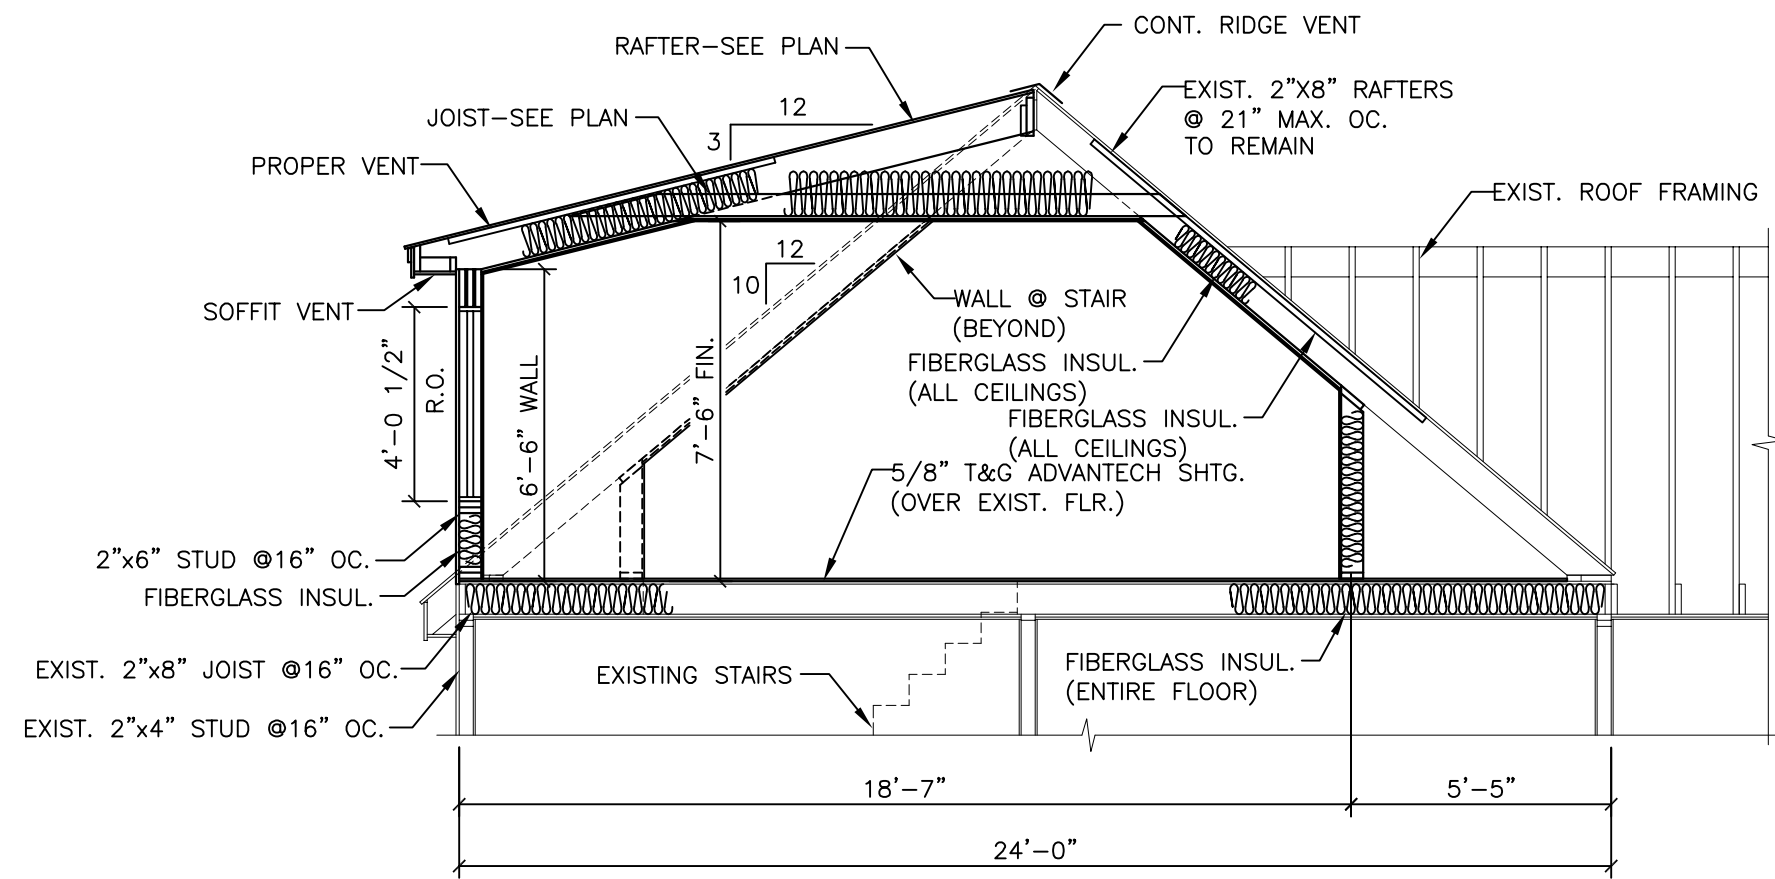 CONT. RIDGE VENT
RAFTER-SEE PLAN
EXIST. 2"X8" RAFTERS
@ 21" MAX. OC.
TO REMAIN
12
3
JOIST-SEE PLAN
PROPER VENT
EXIST. ROOF FRAMING
12
10
SOFFIT VENT
WALL @ STAIR
(BEYOND)
FIBERGLASS INSUL.
(ALL CEILINGS)
FIBERGLASS INSUL.
(ALL CEILINGS)
4'-0 1/2"
R.O.
6'-6" WALL
7'-6" FIN.
5/8" T&G ADVANTECH SHTG.
(OVER EXIST. FLR.)
2"x6" STUD @16" OC.
FIBERGLASS INSUL.
EXIST. 2"x8" JOIST @16" OC.
EXISTING STAIRS
FIBERGLASS INSUL.
(ENTIRE FLOOR)
EXIST. 2"x4" STUD @16" OC.
18'-7"
5'-5"
24'-0"